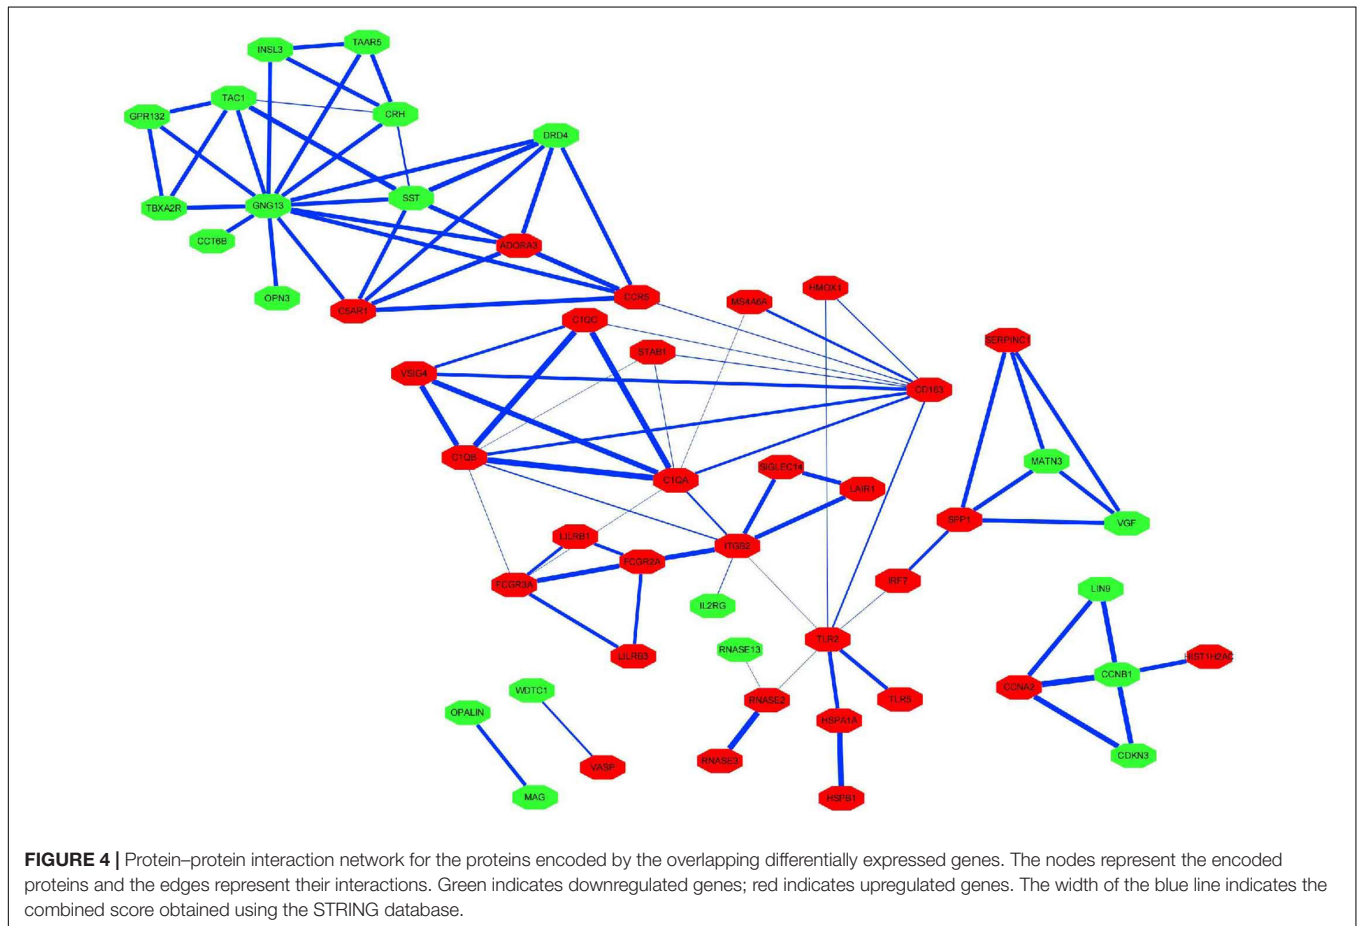 INSL3
TAAR5
TAC1
GPR132
CRH
DRD4
SST
TBXA2R
GNG13
CCT6B
ADORA3
OPN3
C5AR1
CCR5
MS4A6A
HMOX1
C1QC
STAB1
SERPINC1
VSIG4
CD163
C1QB
C1QA
SIGLEC14
LAIR1
MATN3
SPP1
VGF
LILRB1
FCGR2A
ITGB2
FCGR3A
IRF7
IL2RG
LIN9
LILRB3
RNASE13
TLR2
HIST1H2AC
CCNA2
CCNB1
WDTC1
OPALIN
RNASE2
TLR5
HSPA1A
CDKN3
VASP
RNASE3
MAG
HSPB1
FIGURE 4 | Protein–protein interaction network for the proteins encoded by the overlapping differentially expressed genes. The nodes represent the encoded
proteins and the edges represent their interactions. Green indicates downregulated genes; red indicates upregulated genes. The width of the blue line indicates the
combined score obtained using the STRING database.